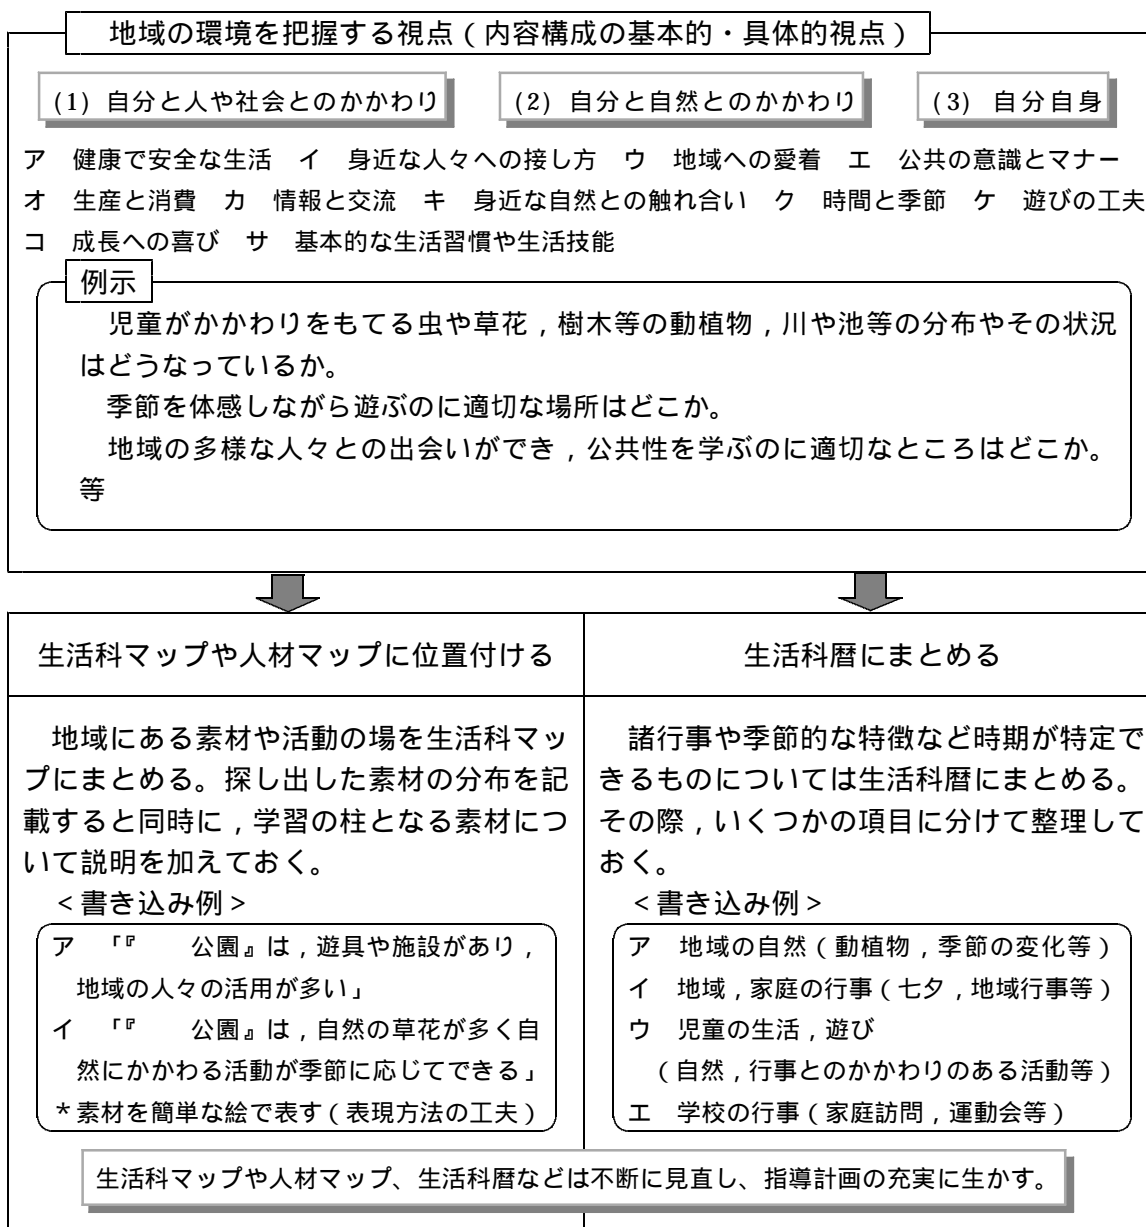 地域の環境を把握する視点(内容構成の基本的・具体的視点)
(1) 自分と人や社会とのかかわり
(2) 自分と自然とのかかわり
(3) 自分自身
ア 健康で安全な生活 イ 身近な人々への接し方 ウ 地域への愛着 エ 公共の意識とマナー
オ 生産と消費 カ 情報と交流 キ 身近な自然との触れ合い ク 時間と季節 ケ 遊びの工夫
コ 成長への喜び サ 基本的な生活習慣や生活技能
例示
児童がかかわりをもてる虫や草花,樹木等の動植物,川や池等の分布やその状況
はどうなっているか。
季節を体感しながら遊ぶのに適切な場所はどこか。
地域の多様な人々との出会いができ,公共性を学ぶのに適切なところはどこか。
等
生活科マップや人材マップに位置付ける
地域にある素材や活動の場を生活科マッ
プにまとめる。探し出した素材の分布を記
載すると同時に,学習の柱となる素材につ
いて説明を加えておく。
<書き込み例>
ア 「『  公園』は,遊具や施設があり,
地域の人々の活用が多い」
イ 「『  公園』は,自然の草花が多く自
然にかかわる活動が季節に応じてできる」
*素材を簡単な絵で表す(表現方法の工夫)
生活科暦にまとめる
諸行事や季節的な特徴など時期が特定で
きるものについては生活科暦にまとめる。
その際,いくつかの項目に分けて整理して
おく。
<書き込み例>
ア 地域の自然(動植物,季節の変化等)
イ 地域,家庭の行事(七夕,地域行事等)
ウ 児童の生活,遊び
(自然,行事とのかかわりのある活動等)
エ 学校の行事(家庭訪問,運動会等)
生活科マップや人材マップ、生活科暦などは不断に見直し、指導計画の充実に生かす。